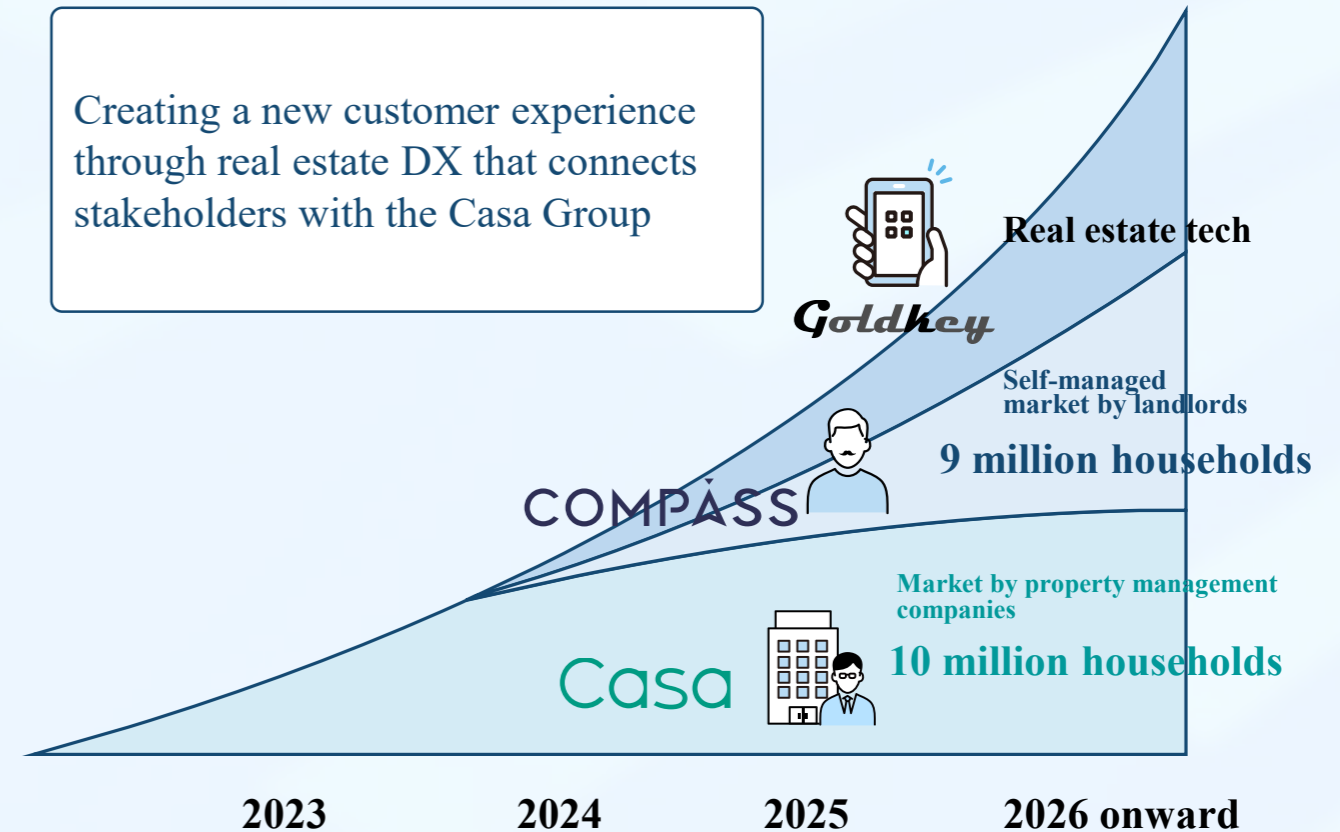 Creating a new customer experience
through real estate DX that connects
stakeholders with the Casa Group
Real estate tech
Goldkey
Self-managed
market by landlords
9 million households
COMPASS
Market by property management
companies
10 million households
Casa
2023
2024
2025
2026 onward